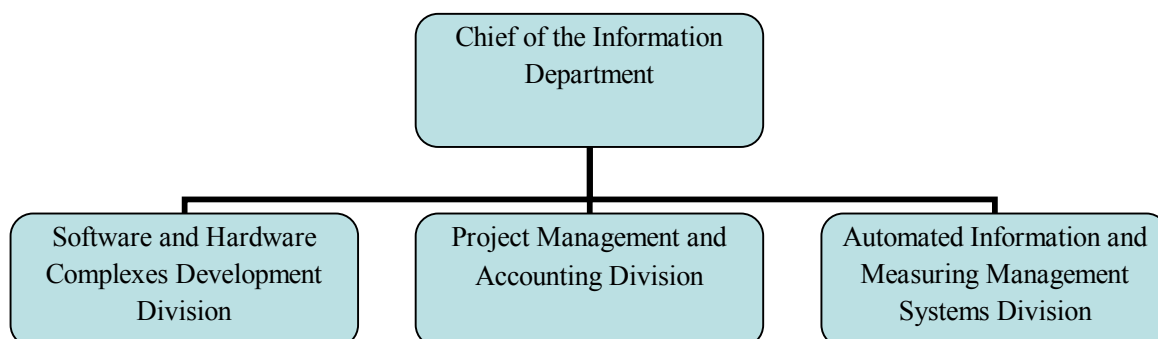 Chief of the Information
Department
Software and Hardware
Complexes Development
Division
Project Management and
Accounting Division
Automated Information and
Measuring Management
Systems Division